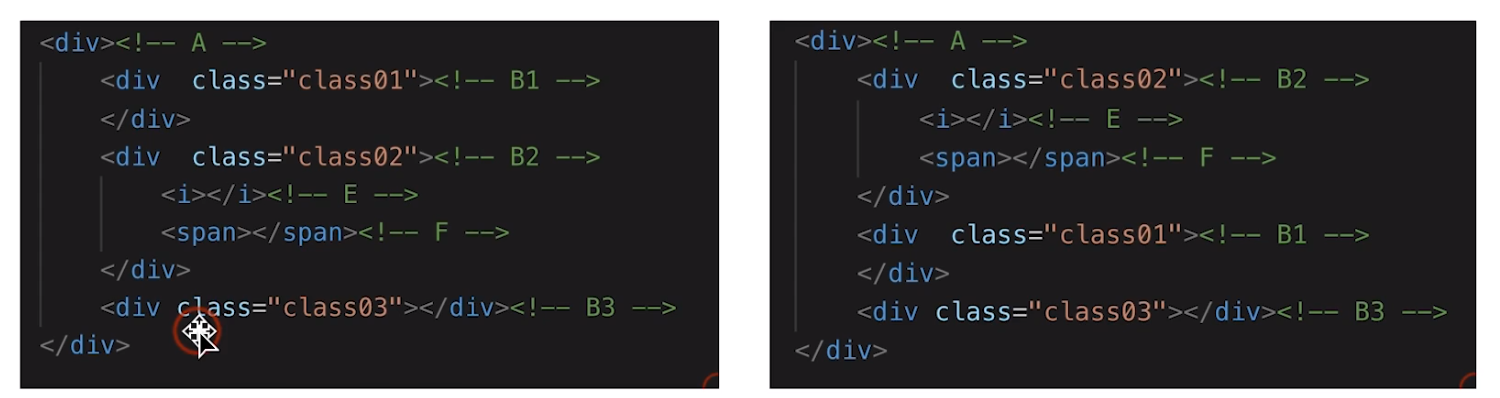 <div><!-- A -->
<div  class="class01"><!-- B1 -->
</div>
<div  class="class02"><!-- B2 -->
<i></i><!-- E -->
<span></span><!-- F -->
</div>
<div class="class03"></div><!-- B3 -->
</div>
<div><!-- A -->
<div  class="class02"><!-- B2 -->
<i></i><!-- E -->
<span></span><!-- F -->
</div>
<div  class="class01"><!-- B1 -->
</div>
<div class="class03"></div><!-- B3 -->
</div>